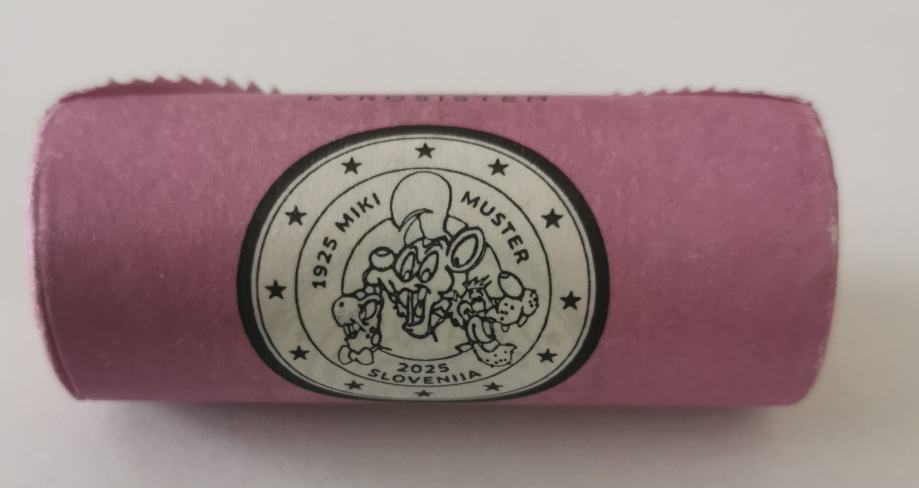 EVROSISTEM
1925 MIKI MUSTER
2025
SLOVENIJA